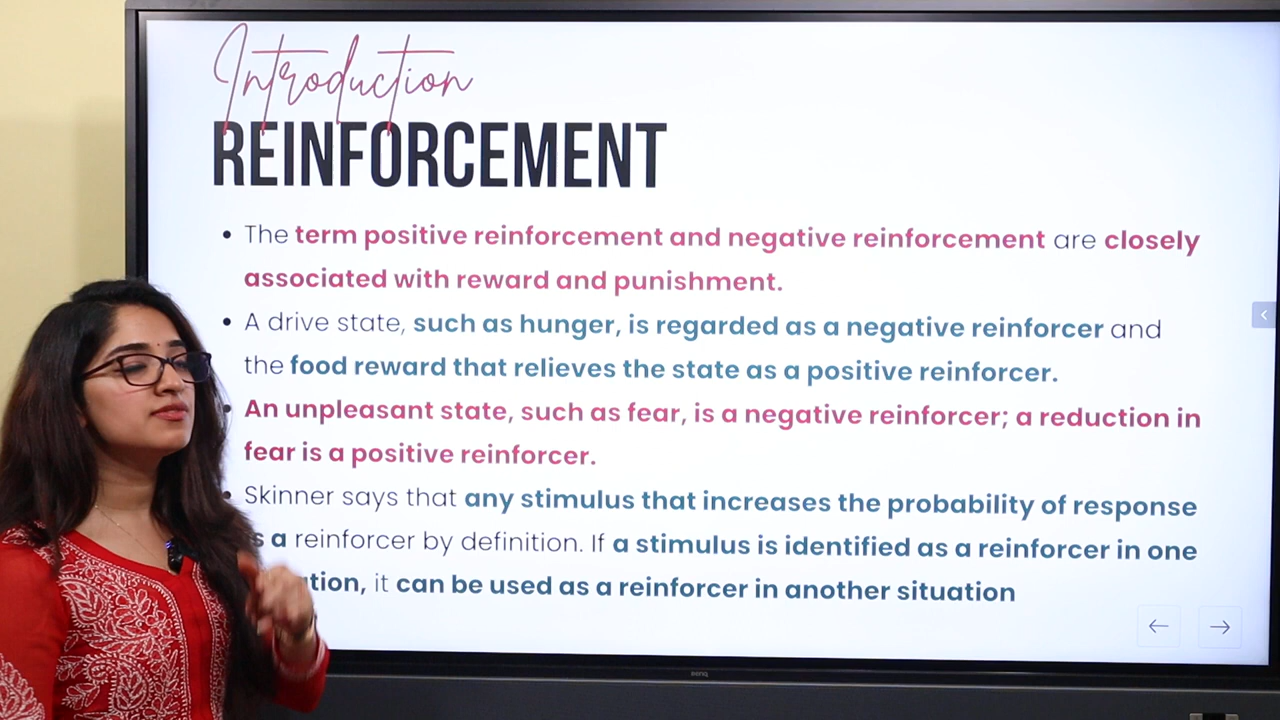 Introduction
REINFORCEMENT
• The term positive reinforcement and negative reinforcement are closely
associated with reward and punishment.
• A drive state, such as hunger, is regarded as a negative reinforcer and
the food reward that relieves the state as a positive reinforcer.
• An unpleasant state, such as fear, is a negative reinforcer; a reduction in
fear is a positive reinforcer.
• Skinner says that any stimulus that increases the probability of response
a reinforcer by definition. If a stimulus is identified as a reinforcer in one
it can be used as a reinforcer in another situation
BenQ